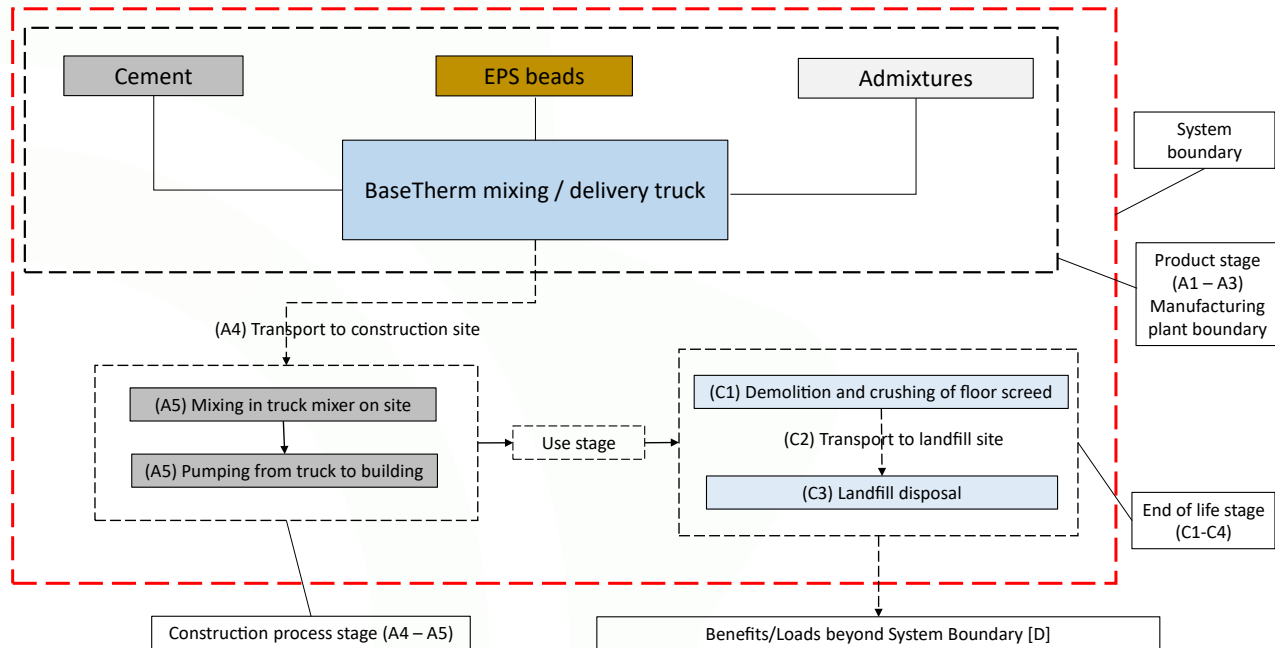 Cement
EPS beads
Admixtures
BaseTherm mixing / delivery truck
System
boundary
Product stage
(A1 – A3)
Manufacturing
plant boundary
(A4) Transport to construction site
(A5) Mixing in truck mixer on site
(A5) Pumping from truck to building
Use stage
(C1) Demolition and crushing of floor screed
(C2) Transport to landfill site
(C3) Landfill disposal
End of life stage
(C1-C4)
Construction process stage (A4 – A5)
Benefits/Loads beyond System Boundary [D]